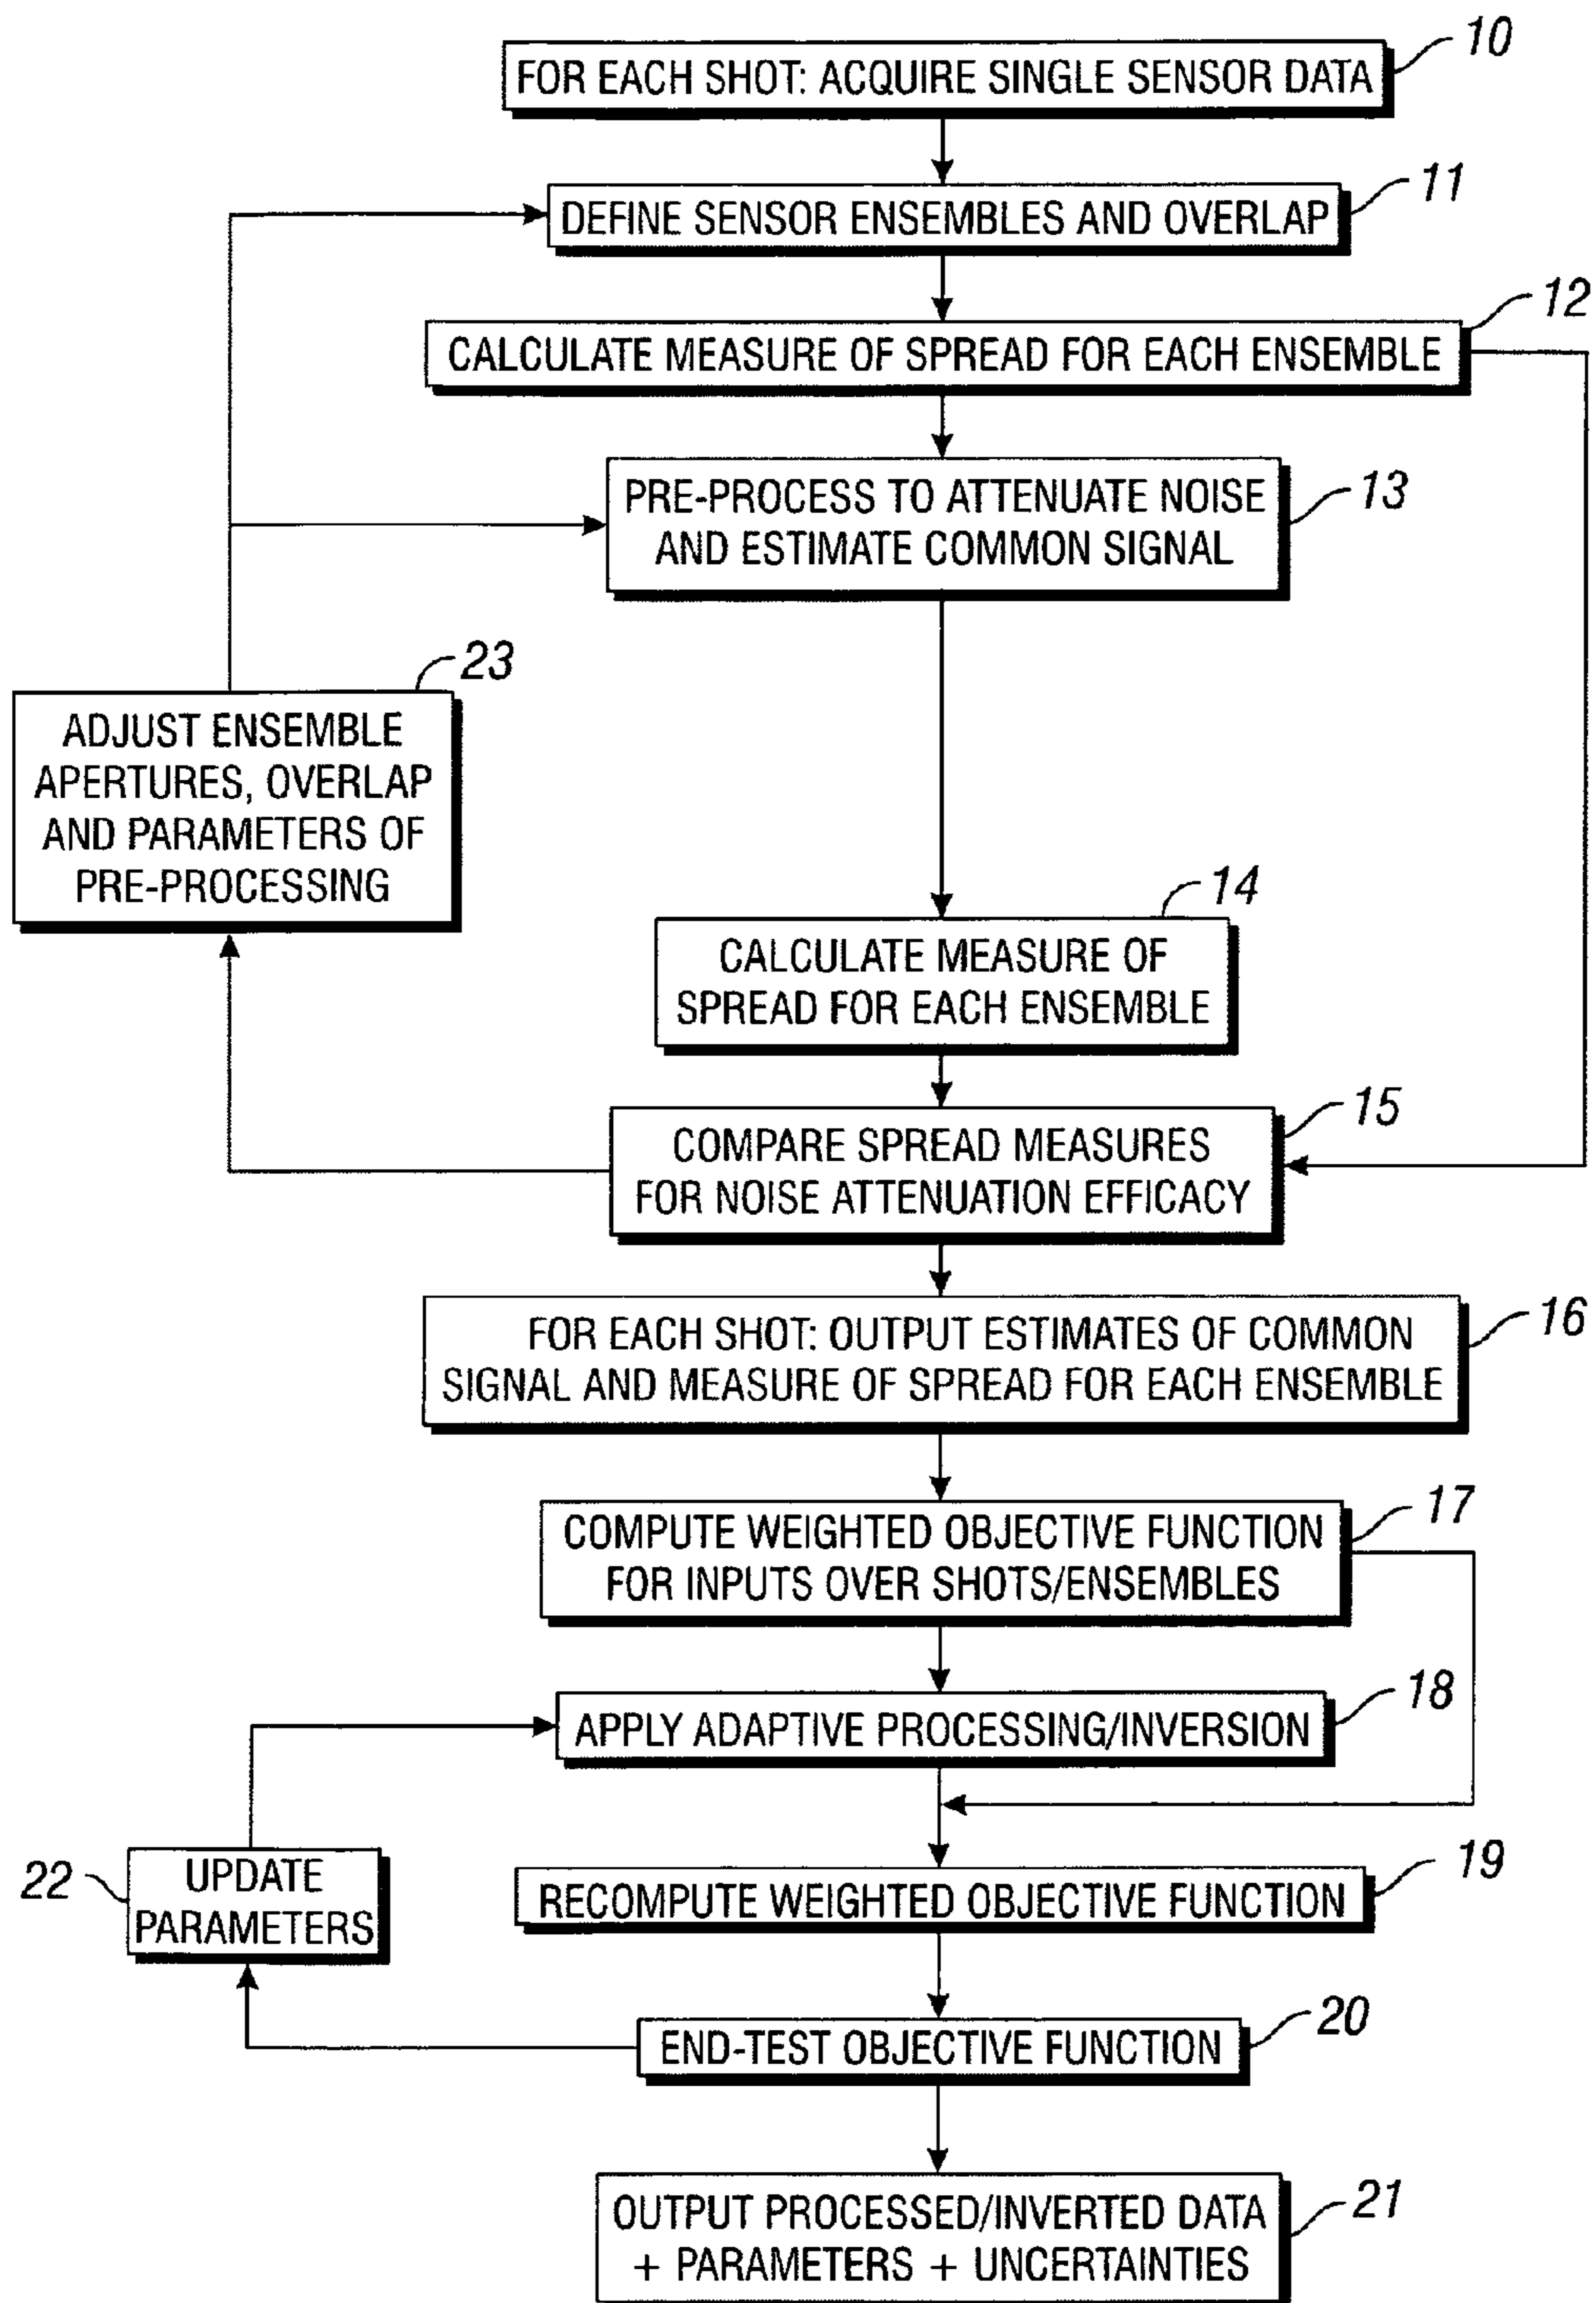 10
FOR EACH SHOT: ACQUIRE SINGLE SENSOR DATA
11
DEFINE SENSOR ENSEMBLES AND OVERLAP
12
CALCULATE MEASURE OF SPREAD FOR EACH ENSEMBLE
PRE-PROCESS TO ATTENUATE NOISE
AND ESTIMATE COMMON SIGNAL
13
23
ADJUST ENSEMBLE
APERTURES, OVERLAP
AND PARAMETERS OF
PRE-PROCESSING
14
CALCULATE MEASURE OF
SPREAD FOR EACH ENSEMBLE
15
COMPARE SPREAD MEASURES
FOR NOISE ATTENUATION EFFICACY
16
FOR EACH SHOT: OUTPUT ESTIMATES OF COMMON
SIGNAL AND MEASURE OF SPREAD FOR EACH ENSEMBLE
17
COMPUTE WEIGHTED OBJECTIVE FUNCTION
FOR INPUTS OVER SHOTS/ENSEMBLES
18
APPLY ADAPTIVE PROCESSING/INVERSION
22
UPDATE
PARAMETERS
19
RECOMPUTE WEIGHTED OBJECTIVE FUNCTION
20
END-TEST OBJECTIVE FUNCTION
21
OUTPUT PROCESSED/INVERTED DATA
+ PARAMETERS + UNCERTAINTIES